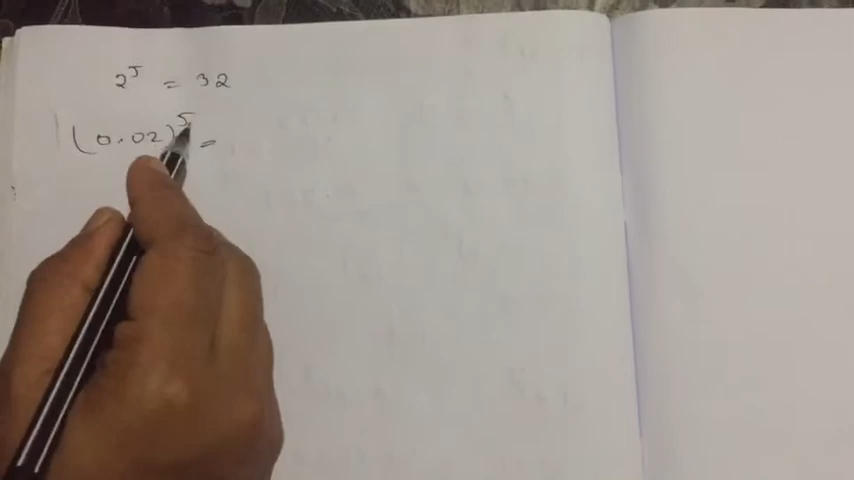 2⁵ = 32
(0.02)⁵ =